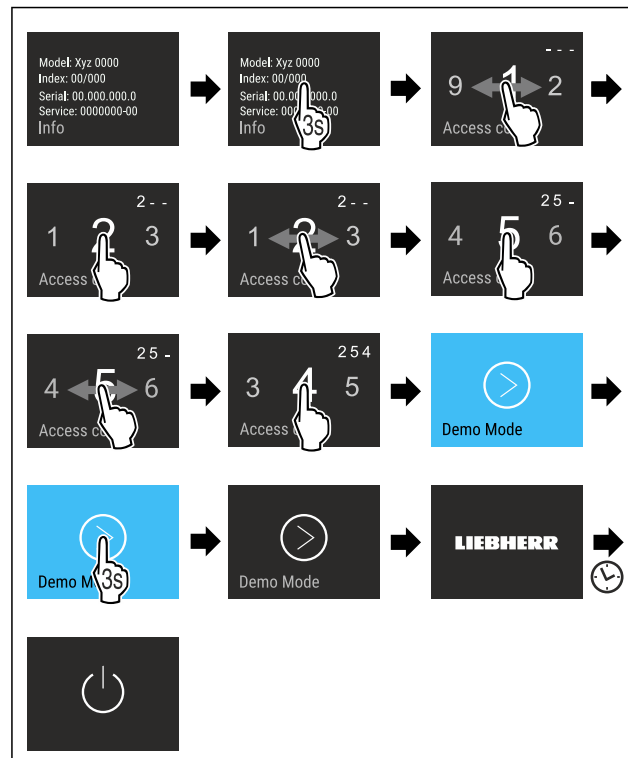 Model: Xyz 0000
Index: 00/000
Serial: 00.000.000.0
Service: 0000000-00
Info
Model: Xyz 0000
Index: 00/000
Serial: 00.00 .0
Service: 000 -00
Info
3s
- - -
9 1 2
Access
2 - -
1 2 3
Access
2 - -
1 2 3
Access
2 5 -
4 5 6
Access
2 5 -
4 5 6
Access
2 5 4
3 4 5
Access
Demo Mode
Demo
3s
Demo Mode
LIEBHERR